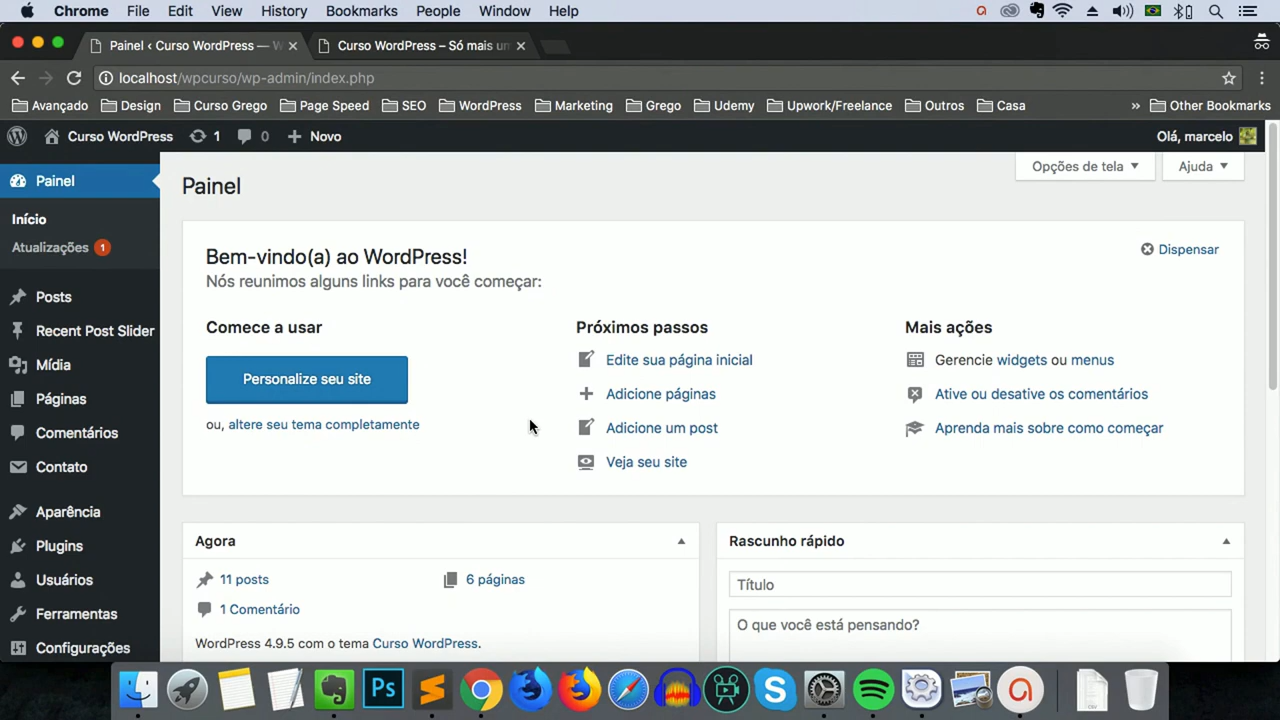 Chrome File Edit View History Bookmarks People Window Help
Painel ‹ Curso WordPress — W
Curso WordPress – Só mais um
localhost/wpcurso/wp-admin/index.php
Avançado Design Curso Grego Page Speed SEO WordPress Marketing Grego Udemy Upwork/Freelance Outros Casa » Other Bookmarks
Curso WordPress 1 0 Novo Olá, marcelo
Opções de tela Ajuda
Painel
Início
Atualizações 1
Posts
Recent Post Slider
Mídia
Páginas
Comentários
Contato
Aparência
Plugins
Usuários
Ferramentas
Configurações
Painel
Bem-vindo(a) ao WordPress!
Dispensar
Nós reunimos alguns links para você começar:
Comece a usar
Personalize seu site
ou, altere seu tema completamente
Próximos passos
Edite sua página inicial
Adicione páginas
Adicione um post
Veja seu site
Mais ações
Gerencie widgets ou menus
Ative ou desative os comentários
Aprenda mais sobre como começar
Agora
11 posts
6 páginas
1 Comentário
WordPress 4.9.5 com o tema Curso WordPress.
Rascunho rápido
Título
O que você está pensando?
Ps